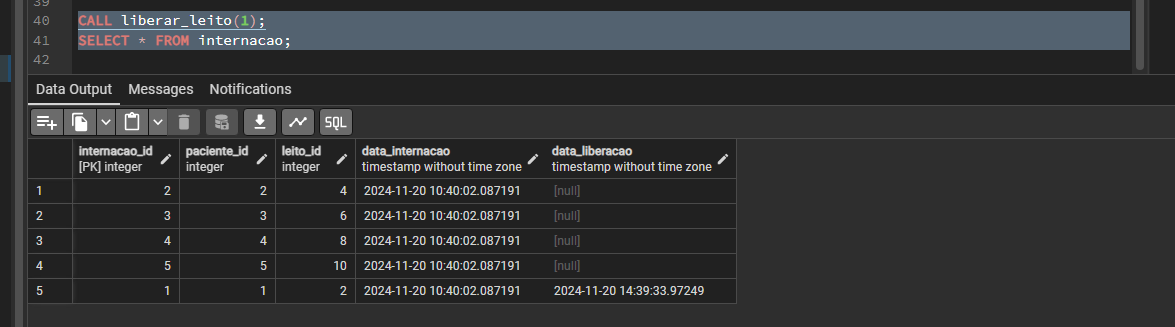 39
40 CALL liberar_leito(1);
41 SELECT * FROM internacao;
42
Data Output Messages Notifications
SQL
internacao_id paciente_id leito_id data_internacao data_liberacao
[PK] integer integer integer timestamp without time zone timestamp without time zone
1 2 2 4 2024-11-20 10:40:02.087191 [null]
2 3 3 6 2024-11-20 10:40:02.087191 [null]
3 4 4 8 2024-11-20 10:40:02.087191 [null]
4 5 5 10 2024-11-20 10:40:02.087191 [null]
5 1 1 2 2024-11-20 10:40:02.087191 2024-11-20 14:39:33.97249